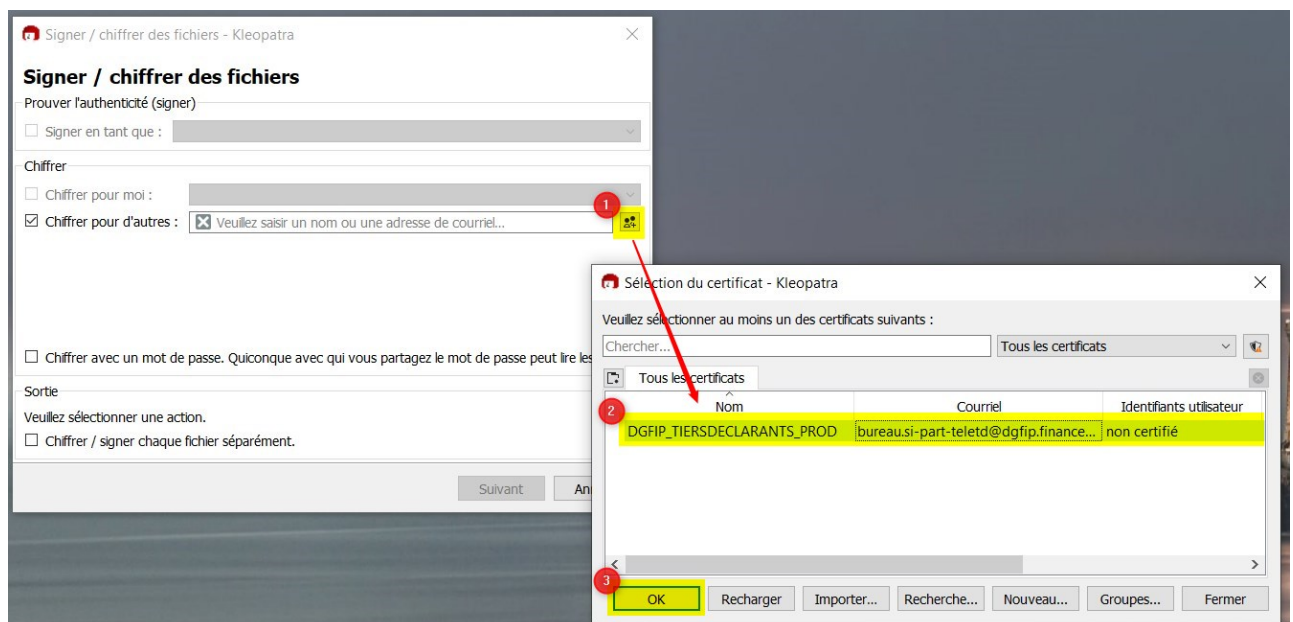 Signer / chiffrer des fichiers - Kleopatra
Signer / chiffrer des fichiers
Prouver l'authenticité (signer)
Signer en tant que :
Chiffrer
Chiffrer pour moi :
1
Chiffrer pour d'autres :
Veuillez saisir un nom ou une adresse de courriel...
Chiffrer avec un mot de passe. Quiconque avec qui vous partagez le mot de passe peut lire les
Sortie
Veuillez sélectionner une action.
Chiffrer / signer chaque fichier séparément.
Suivant
Sélection du certificat - Kleopatra
Veuillez sélectionner au moins un des certificats suivants :
Chercher...
Tous les certificats
Tous les certificats
2
Nom
Courriel
Identifiants utilisateur
DGFIP_TIERSDECLARANTS_PROD
bureau.si-part-teletd@dgfip.finance...
non certifié
3
OK
Recharger
Importer...
Recherche...
Nouveau...
Groupes...
Fermer